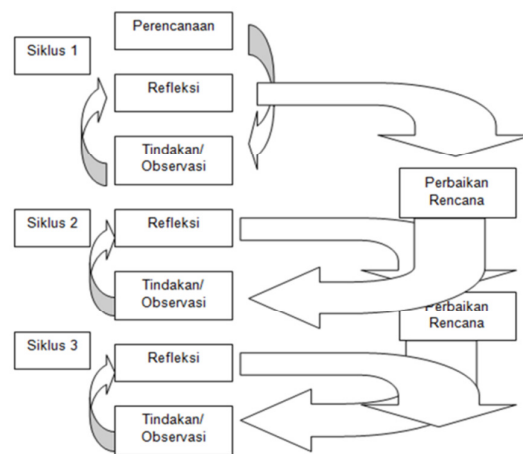 Perencanaan
Siklus 1
Refleksi
Tindakan/
Observasi
Perbaikan
Rencana
Siklus 2
Refleksi
Tindakan/
Observasi
Perbaikan
Rencana
Siklus 3
Refleksi
Tindakan/
Observasi